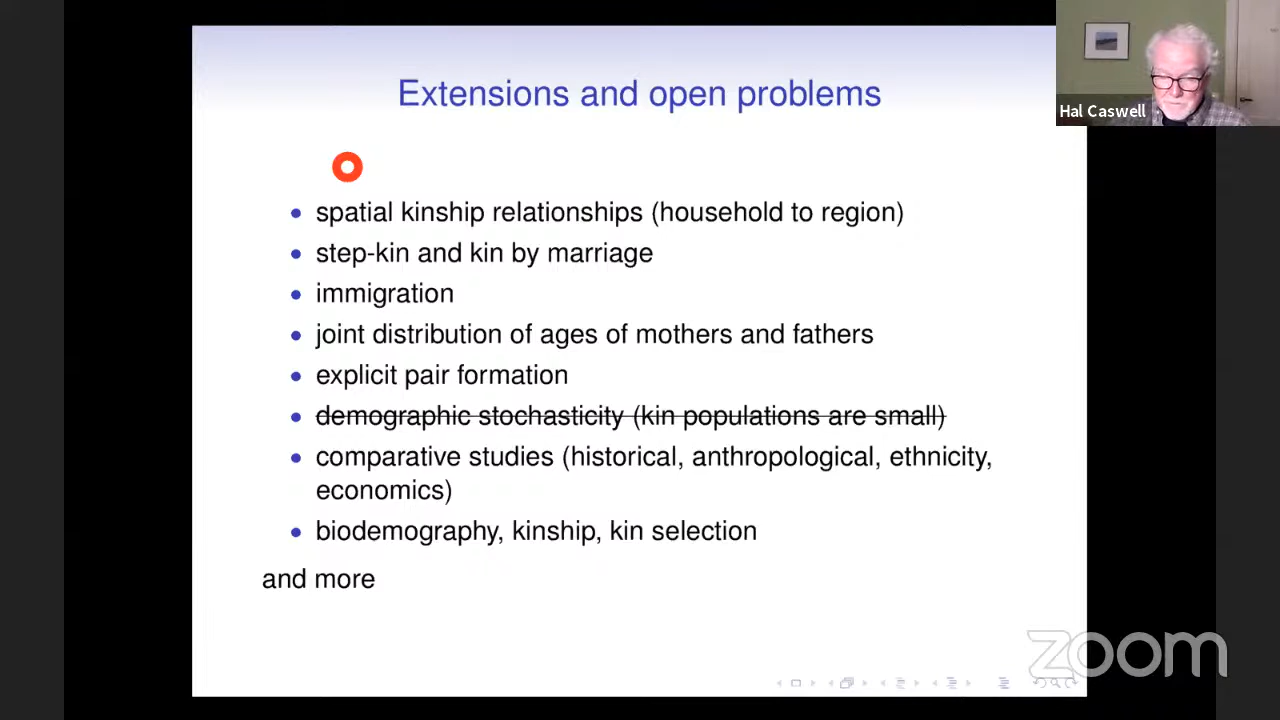 Extensions and open problems
Hal Caswell
spatial kinship relationships (household to region)
step-kin and kin by marriage
immigration
joint distribution of ages of mothers and fathers
explicit pair formation
demographic stochasticity (kin populations are small)
comparative studies (historical, anthropological, ethnicity,
economics)
biodemography, kinship, kin selection
and more
zoom